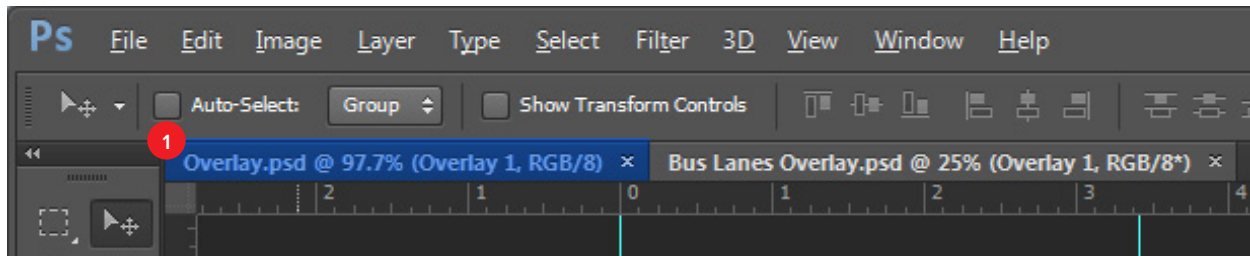 Ps File Edit Image Layer Type Select Filter 3D View Window Help
Auto-Select: Group Show Transform Controls
1
Overlay.psd @ 97.7% (Overlay 1, RGB/8) × Bus Lanes Overlay.psd @ 25% (Overlay 1, RGB/8*) ×
2 1 0 1 2 3 4